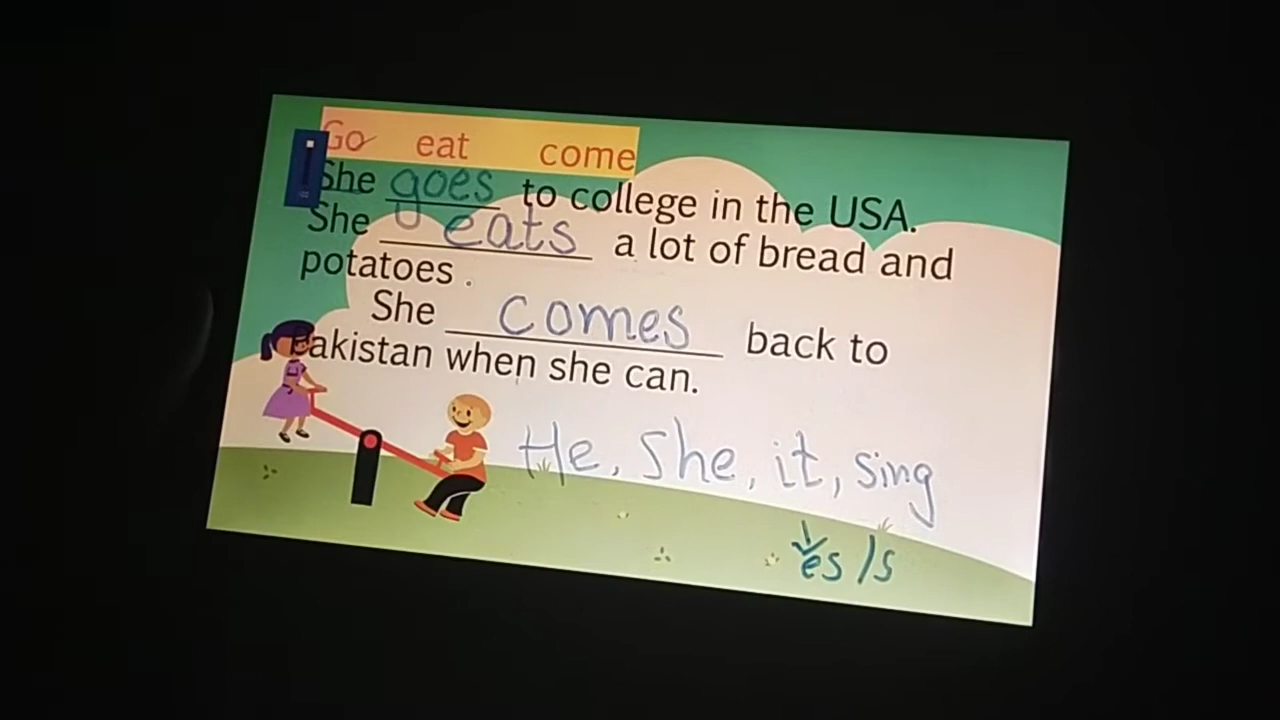 Go eat come
She goes to college in the USA.
She eats a lot of bread and
potatoes .
She comes back to
Pakistan when she can.
He, She, it, sing
es/s